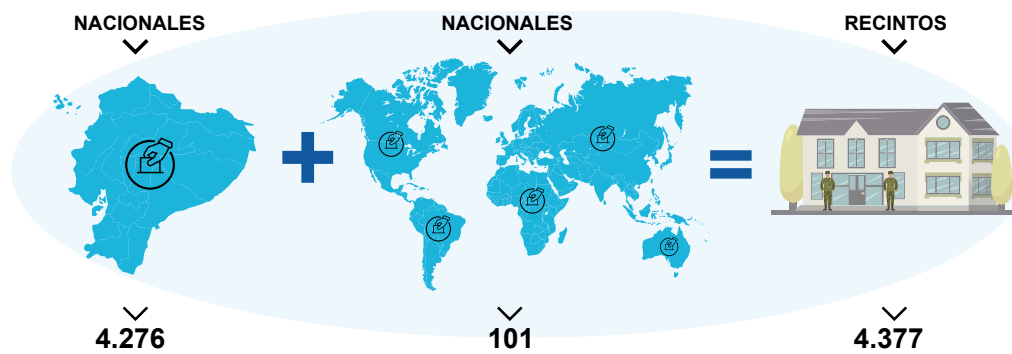 NACIONALES
NACIONALES
RECINTOS
4.276
101
4.377